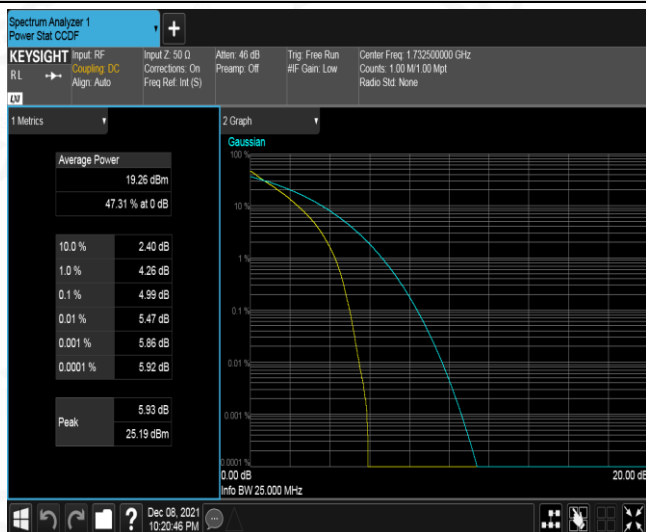 Spectrum Analyzer 1
Power Stat CCDF
+
KEYSIGHT
RL
LXI
Input: RF
Coupling: DC
Align: Auto
Input Z: 50 Ω
Corrections: On
Freq Ref: Int (S)
Atten: 46 dB
Preamp: Off
Trig: Free Run
#IF Gain: Low
Center Freq: 1.732500000 GHz
Counts: 1.00 M/1.00 Mpt
Radio Std: None
1 Metrics
Average Power
19.26 dBm
47.31 % at 0 dB
10.0 % 2.40 dB
1.0 % 4.26 dB
0.1 % 4.99 dB
0.01 % 5.47 dB
0.001 % 5.86 dB
0.0001 % 5.92 dB
Peak
5.93 dB
25.19 dBm
2 Graph
Gaussian
100 %
10 %
1 %
0.1 %
0.01 %
0.001 %
0.0001 %
0.00 dB
20.00 dB
Info BW 25.000 MHz
?
Dec 08, 2021
10:20:46 PM